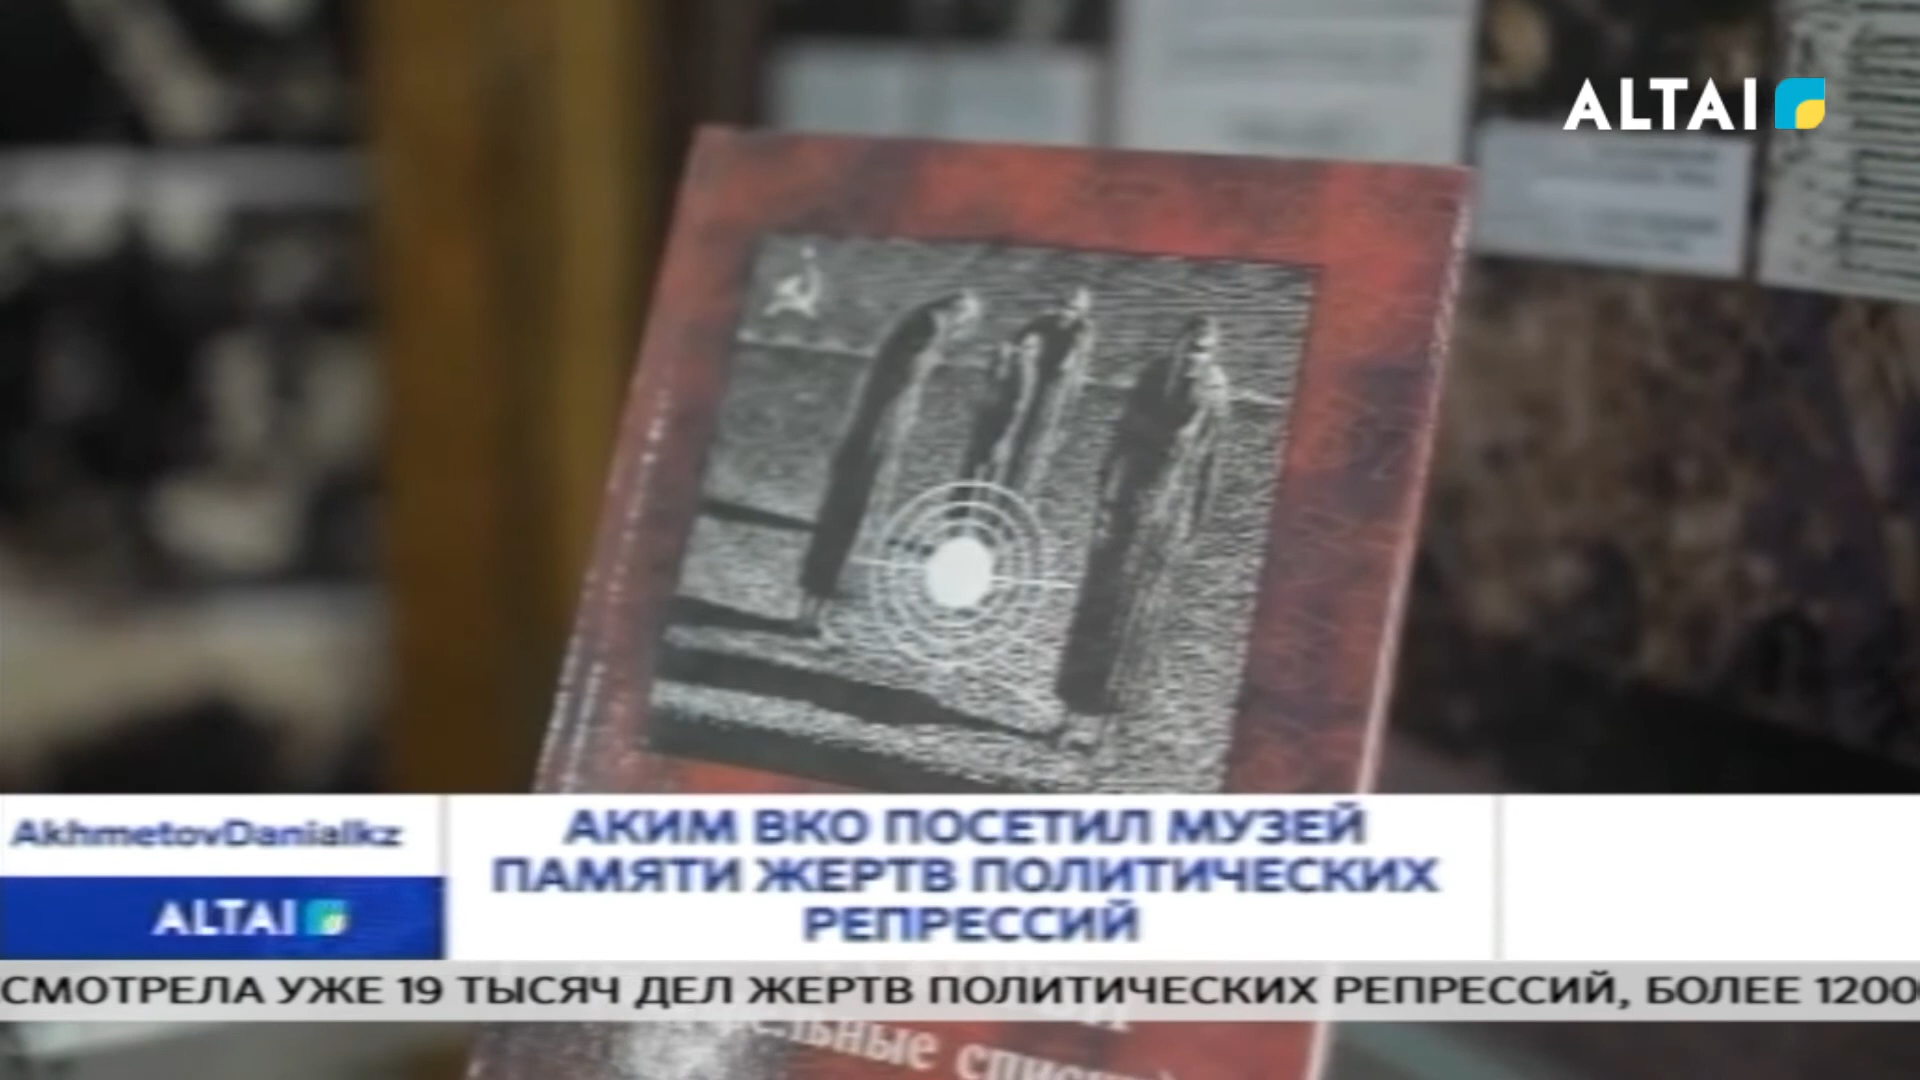 ALTAI
AkhmetovDanialkz
ALTAI
АКИМ ВКО ПОСЕТИЛ МУЗЕЙ
ПАМЯТИ ЖЕРТВ ПОЛИТИЧЕСКИХ
РЕПРЕССИЙ
СМОТРЕЛА УЖЕ 19 ТЫСЯЧ ДЕЛ ЖЕРТВ ПОЛИТИЧЕСКИХ РЕПРЕССИЙ, БОЛЕЕ 1200